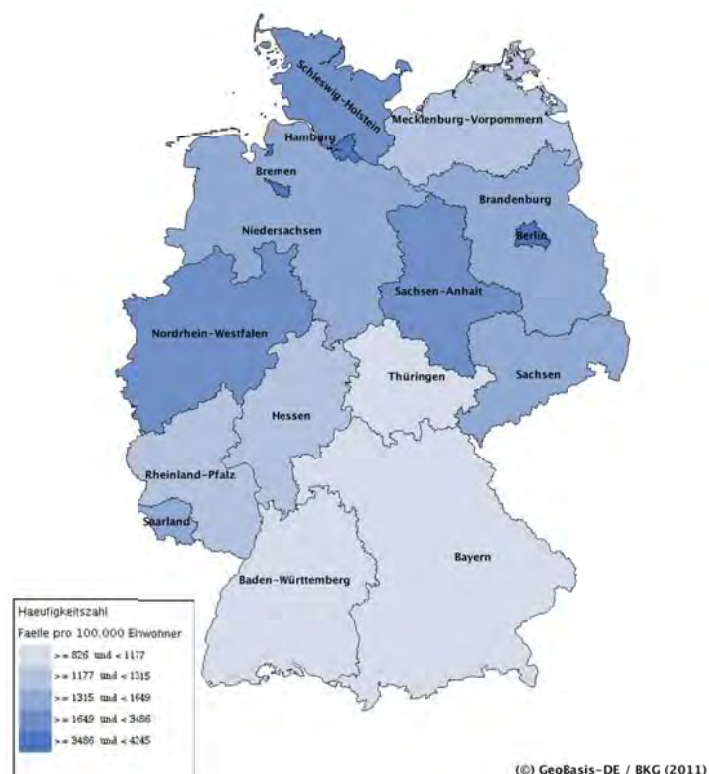 Schleswig-Holstein
Mecklenburg-Vorpommern
Hamburg
Bremen
Brandenburg
Niedersachsen
Berlin
Sachsen-Anhalt
Nordrhein-Westfalen
Thüringen
Sachsen
Hessen
Rheinland-Pfalz
Saarland
Bayern
Baden-Württemberg
Haeufigkeitszahl
Faelle pro 100.000 Einwohner
>= 826 und < 1177
>= 1177 und < 1315
>= 1315 und < 1649
>= 1649 und < 3486
>= 3486 und < 4245
(©) GeoBasis-DE / BKG (2011)